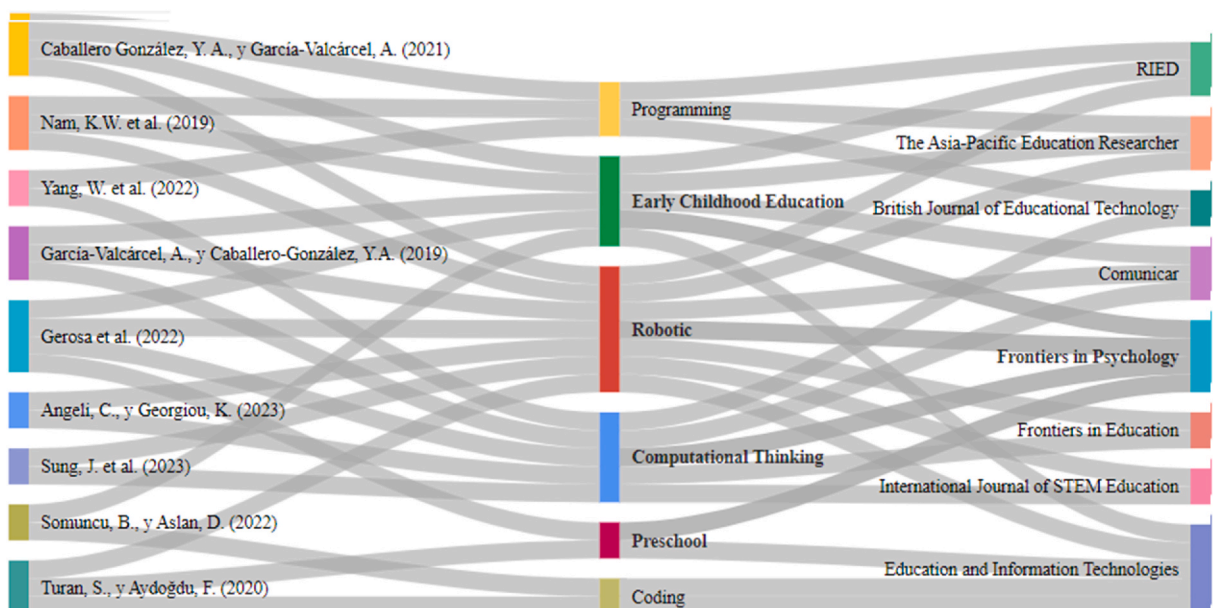 Caballero González, Y. A., y García-Valcárcel, A. (2021)
Nam, K.W. et al. (2019)
Yang, W. et al. (2022)
García-Valcárcel, A., y Caballero-González, Y.A. (2019)
Gerosa et al. (2022)
Angeli, C., y Georgiou, K. (2023)
Sung, J. et al. (2023)
Somuncu, B., y Aslan, D. (2022)
Turan, S., y Aydoğdu, F. (2020)
Programming
Early Childhood Education
Robotic
Computational Thinking
Preschool
Coding
RIED
The Asia-Pacific Education Researcher
British Journal of Educational Technology
Comunicar
Frontiers in Psychology
Frontiers in Education
International Journal of STEM Education
Education and Information Technologies